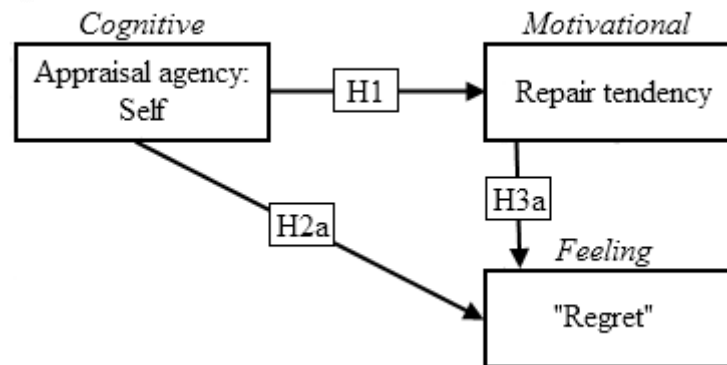 Cognitive
Motivational
Appraisal agency:
Self
H1
Repair tendency
H2a
H3a
Feeling
"Regret"